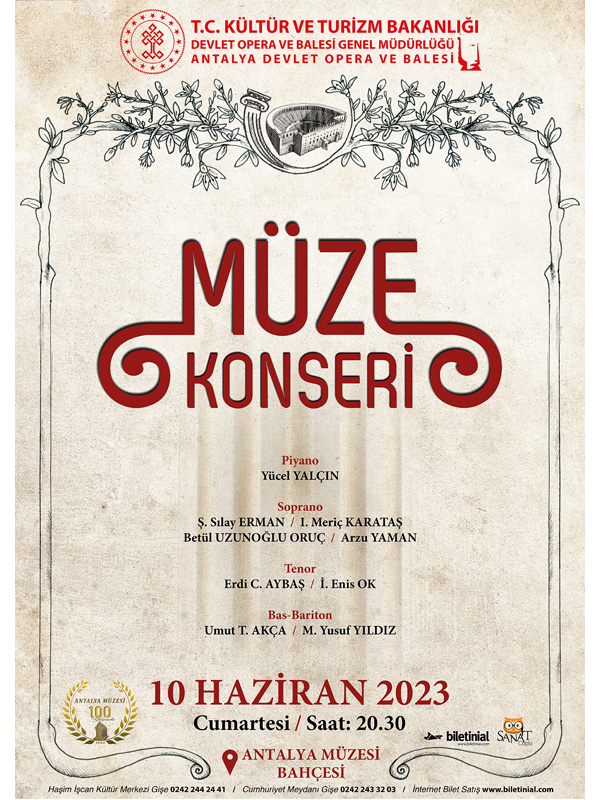 T.C. KÜLTÜR VE TURİZM BAKANLIĞI
DEVLET OPERA VE BALESİ GENEL MÜDÜRLÜĞÜ
ANTALYA DEVLET OPERA VE BALESİ
MÜZE
KONSERİ
Piyano
Yücel YALÇIN
Soprano
Ş. Sılay ERMAN / I. Meriç KARATAŞ
Betül UZUNOĞLU ORUÇ / Arzu YAMAN
Tenor
Erdi C. AYBAŞ / İ. Enis OK
Bas-Bariton
Umut T. AKÇA / M. Yusuf YILDIZ
ANTALYA MÜZESİ
100
10 HAZİRAN 2023
Cumartesi / Saat: 20.30
biletinial
www.biletinial.com
SANAT
ANTALYA MÜZESİ
BAHÇESİ
Haşim İşcan Kültür Merkezi Gişe 0242 244 24 41 / Cumhuriyet Meydanı Gişe 0242 243 32 03 / İnternet Bilet Satış www.biletinial.com